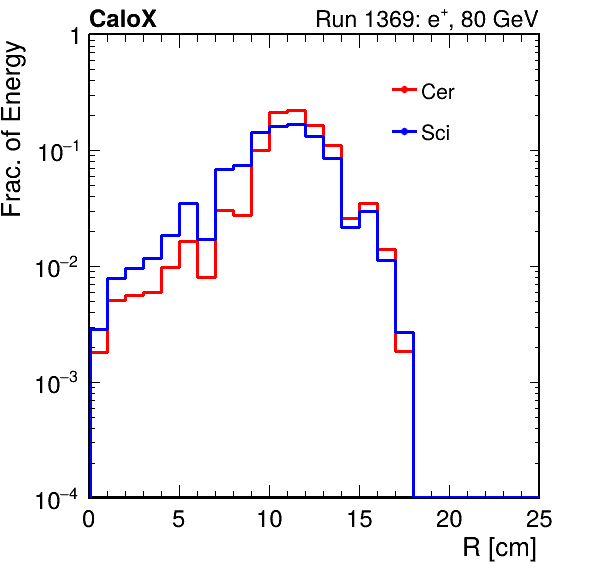 CaloX Run 1369: e⁺, 80 GeV
Frac. of Energy
1
10⁻¹
10⁻²
10⁻³
10⁻⁴
Cer
Sci
0 5 10 15 20 25
R [cm]